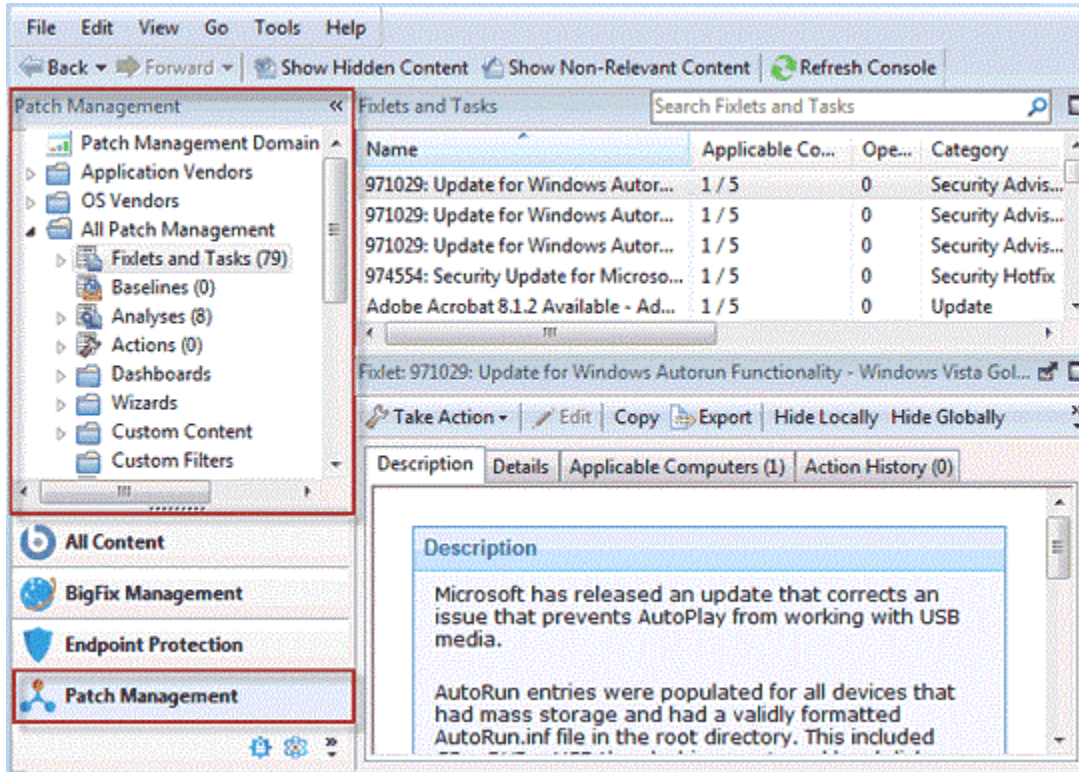 File Edit View Go Tools Help
Back Forward Show Hidden Content Show Non-Relevant Content Refresh Console
Patch Management «
Patch Management Domain
Application Vendors
OS Vendors
All Patch Management
Fixlets and Tasks (79)
Baselines (0)
Analyses (8)
Actions (0)
Dashboards
Wizards
Custom Content
Custom Filters
All Content
BigFix Management
Endpoint Protection
Patch Management
Fixlets and Tasks Search Fixlets and Tasks
Name Applicable Co... Ope... Category
971029: Update for Windows Autor... 1 / 5 0 Security Advis...
971029: Update for Windows Autor... 1 / 5 0 Security Advis...
971029: Update for Windows Autor... 1 / 5 0 Security Advis...
974554: Security Update for Microso... 1 / 5 0 Security Hotfix
Adobe Acrobat 8.1.2 Available - Ad... 1 / 5 0 Update
Fixlet: 971029: Update for Windows Autorun Functionality - Windows Vista Gol...
Take Action Edit Copy Export Hide Locally Hide Globally
Description Details Applicable Computers (1) Action History (0)
Description
Microsoft has released an update that corrects an
issue that prevents AutoPlay from working with USB
media.
AutoRun entries were populated for all devices that
had mass storage and had a validly formatted
AutoRun.inf file in the root directory. This included